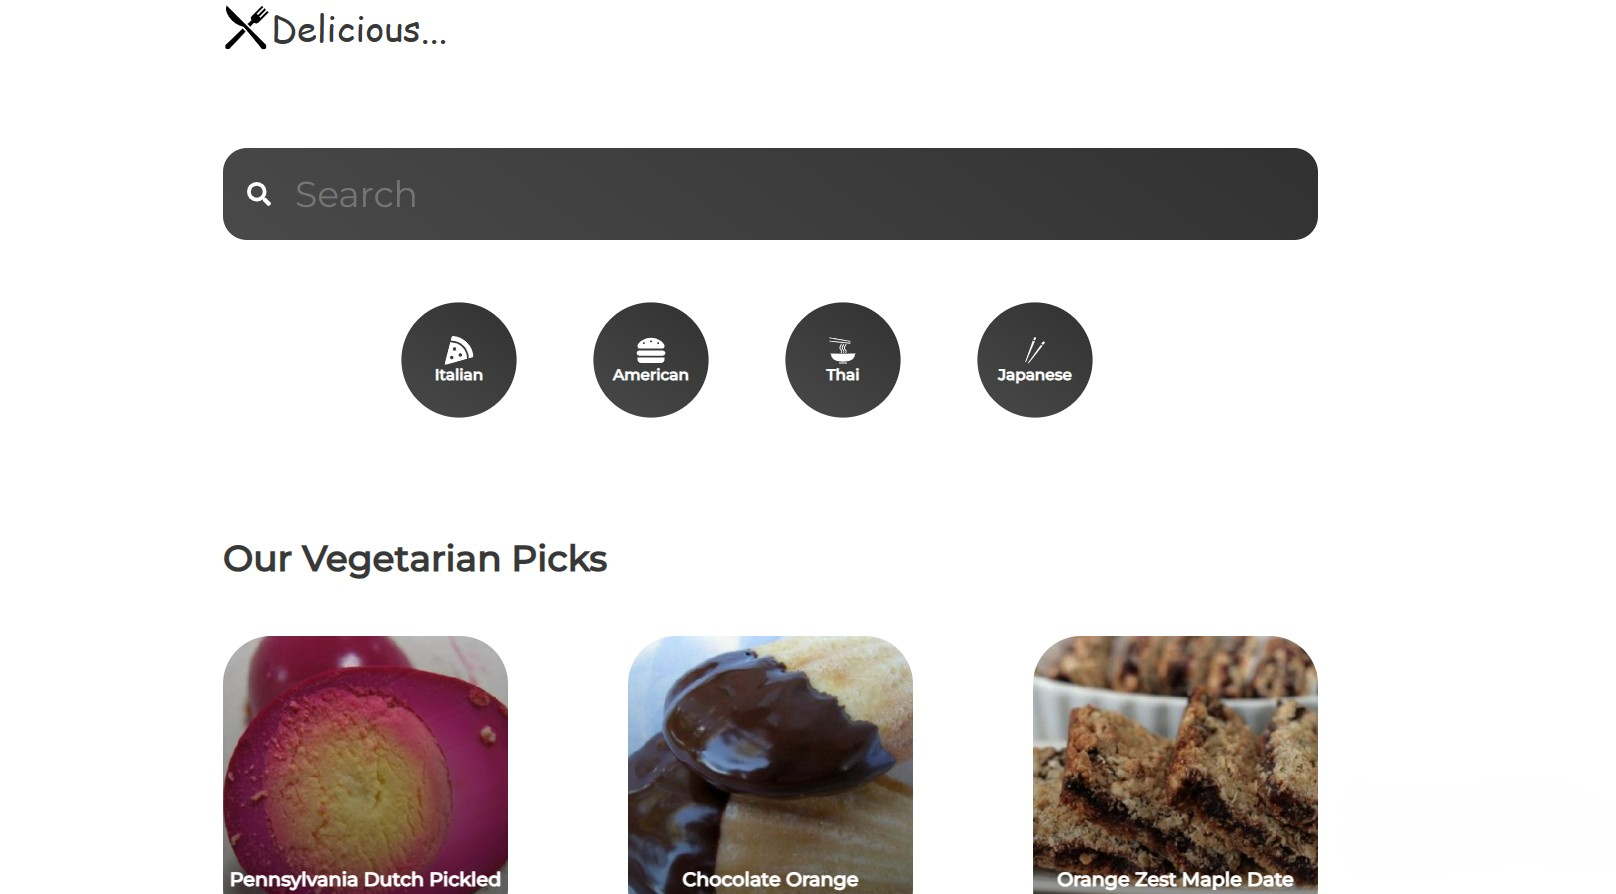 Delicious...
Search
Italian
American
Thai
Japanese
Our Vegetarian Picks
Pennsylvania Dutch Pickled
Chocolate Orange
Orange Zest Maple Date